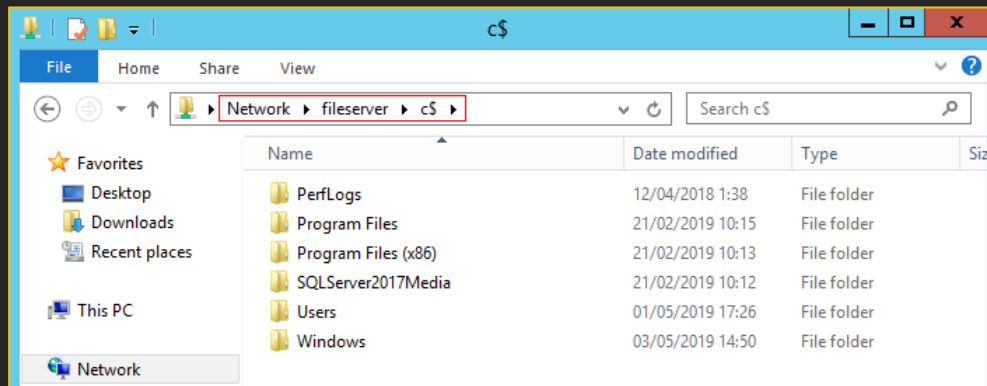 c$
File Home Share View
Network fileserver c$ Search c$
Name Date modified Type Siz
Favorites
Desktop
Downloads
Recent places
This PC
Network
PerfLogs 12/04/2018 1:38 File folder
Program Files 21/02/2019 10:15 File folder
Program Files (x86) 21/02/2019 10:13 File folder
SQLServer2017Media 21/02/2019 10:12 File folder
Users 01/05/2019 17:26 File folder
Windows 03/05/2019 14:50 File folder